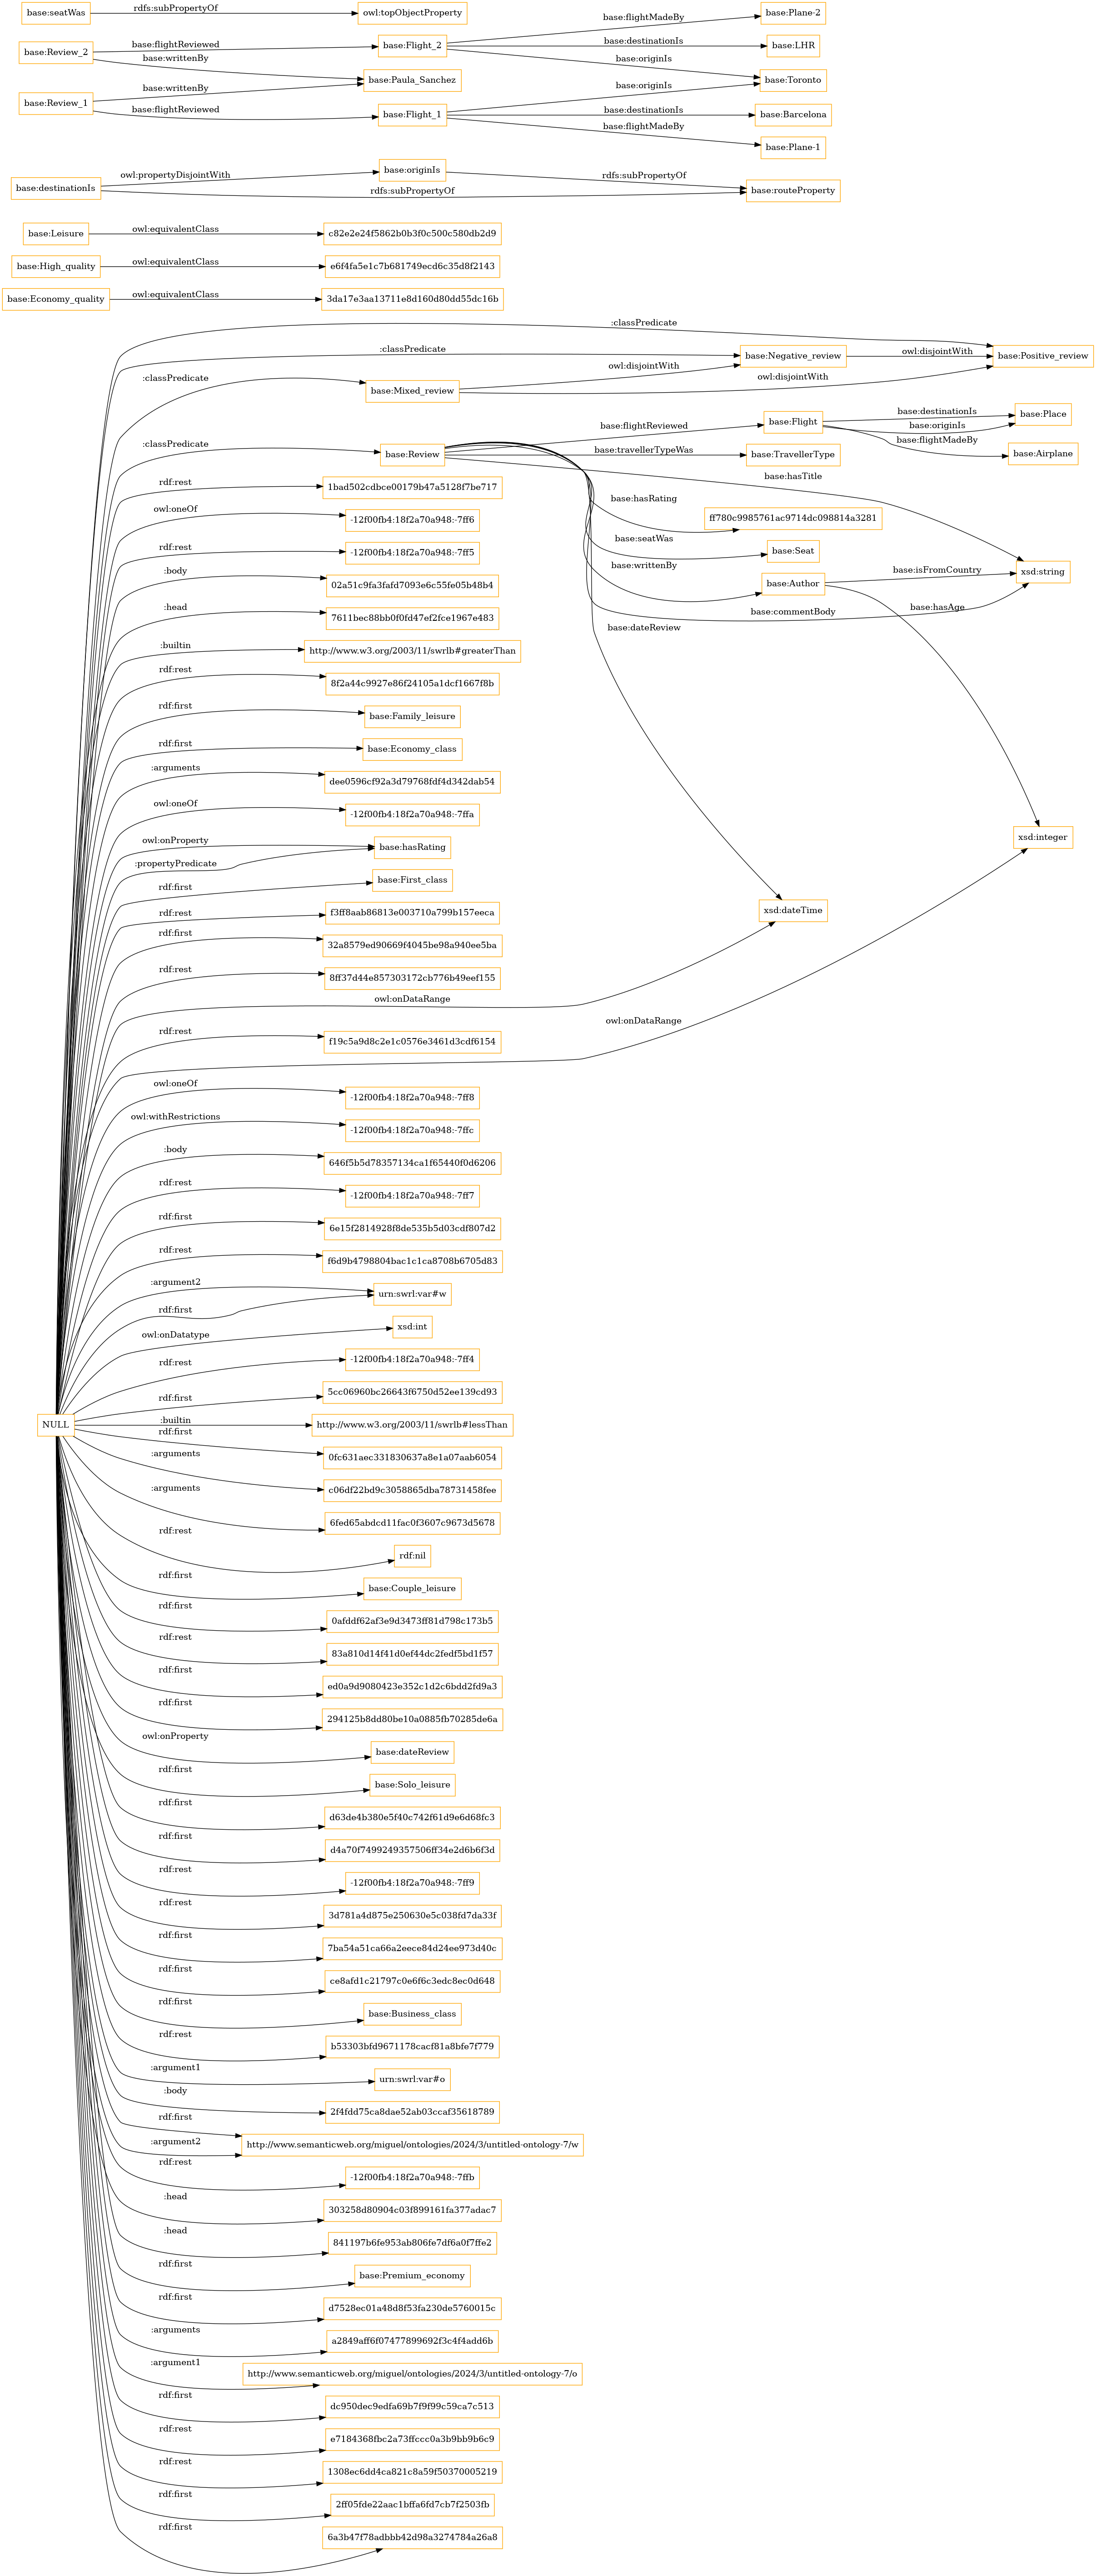 base:seatWas
rdfs:subPropertyOf
owl:topObjectProperty
base:Review_2
base:flightReviewed
base:writtenBy
base:Flight_2
base:flightMadeBy
base:Plane-2
base:destinationIs
base:LHR
base:originIs
base:Toronto
base:Paula_Sanchez
base:Review_1
base:writtenBy
base:flightReviewed
base:Flight_1
base:originIs
base:destinationIs
base:Barcelona
base:flightMadeBy
base:Plane-1
base:destinationIs
owl:propertyDisjointWith
base:originIs
rdfs:subPropertyOf
rdfs:subPropertyOf
base:routeProperty
base:Leisure
owl:equivalentClass
c82e2e24f5862b0b3f0c500c580db2d9
base:High_quality
owl:equivalentClass
e6f4fa5e1c7b681749ecd6c35d8f2143
base:Economy_quality
owl:equivalentClass
3da17e3aa13711e8d160d80dd55dc16b
:classPredicate
:classPredicate
base:Negative_review
owl:disjointWith
base:Positive_review
:classPredicate
base:Mixed_review
owl:disjointWith
owl:disjointWith
:classPredicate
base:Review
base:flightReviewed
base:Flight
base:destinationIs
base:originIs
base:Place
base:flightMadeBy
base:Airplane
base:travellerTypeWas
base:TravellerType
base:hasTitle
base:hasRating
ff780c9985761ac9714dc098814a3281
base:seatWas
base:Seat
base:writtenBy
base:Author
base:isFromCountry
xsd:string
base:hasAge
base:commentBody
base:dateReview
xsd:integer
xsd:dateTime
rdf:rest
1bad502cdbce00179b47a5128f7be717
owl:oneOf
-12f00fb4:18f2a70a948:-7ff6
rdf:rest
-12f00fb4:18f2a70a948:-7ff5
:body
02a51c9fa3fafd7093e6c55fe05b48b4
:head
7611bec88bb0f0fd47ef2fce1967e483
:builtin
http://www.w3.org/2003/11/swrlb#greaterThan
rdf:rest
8f2a44c9927e86f24105a1dcf1667f8b
rdf:first
base:Family_leisure
rdf:first
base:Economy_class
:arguments
dee0596cf92a3d79768fdf4d342dab54
owl:oneOf
-12f00fb4:18f2a70a948:-7ffa
owl:onProperty
base:hasRating
:propertyPredicate
rdf:first
base:First_class
rdf:rest
f3ff8aab86813e003710a799b157eeca
rdf:first
32a8579ed90669f4045be98a940ee5ba
rdf:rest
8ff37d44e857303172cb776b49eef155
owl:onDataRange
owl:onDataRange
rdf:rest
f19c5a9d8c2e1c0576e3461d3cdf6154
owl:oneOf
-12f00fb4:18f2a70a948:-7ff8
owl:withRestrictions
-12f00fb4:18f2a70a948:-7ffc
:body
646f5b5d78357134ca1f65440f0d6206
rdf:rest
-12f00fb4:18f2a70a948:-7ff7
rdf:first
6e15f2814928f8de535b5d03cdf807d2
rdf:rest
f6d9b4798804bac1c1ca8708b6705d83
:argument2
urn:swrl:var#w
rdf:first
owl:onDatatype
xsd:int
rdf:rest
-12f00fb4:18f2a70a948:-7ff4
rdf:first
5cc06960bc26643f6750d52ee139cd93
NULL
:builtin
http://www.w3.org/2003/11/swrlb#lessThan
rdf:first
0fc631aec331830637a8e1a07aab6054
:arguments
c06df22bd9c3058865dba78731458fee
:arguments
6fed65abdcd11fac0f3607c9673d5678
rdf:rest
rdf:nil
rdf:first
base:Couple_leisure
rdf:first
0afddf62af3e9d3473ff81d798c173b5
rdf:rest
83a810d14f41d0ef44dc2fedf5bd1f57
rdf:first
ed0a9d9080423e352c1d2c6bdd2fd9a3
rdf:first
294125b8dd80be10a0885fb70285de6a
owl:onProperty
base:dateReview
rdf:first
base:Solo_leisure
rdf:first
d63de4b380e5f40c742f61d9e6d68fc3
rdf:first
d4a70f7499249357506ff34e2d6b6f3d
rdf:rest
-12f00fb4:18f2a70a948:-7ff9
rdf:rest
3d781a4d875e250630e5c038fd7da33f
rdf:first
7ba54a51ca66a2eece84d24ee973d40c
rdf:first
ce8afd1c21797c0e6f6c3edc8ec0d648
rdf:first
base:Business_class
rdf:rest
b53303bfd9671178cacf81a8bfe7f779
:argument1
urn:swrl:var#o
:body
2f4fdd75ca8dae52ab03ccaf35618789
rdf:first
:argument2
http://www.semanticweb.org/miguel/ontologies/2024/3/untitled-ontology-7/w
rdf:rest
-12f00fb4:18f2a70a948:-7ffb
:head
303258d80904c03f899161fa377adac7
:head
841197b6fe953ab806fe7df6a0f7ffe2
rdf:first
base:Premium_economy
rdf:first
d7528ec01a48d8f53fa230de5760015c
:arguments
a2849aff6f07477899692f3c4f4add6b
:argument1
http://www.semanticweb.org/miguel/ontologies/2024/3/untitled-ontology-7/o
rdf:first
dc950dec9edfa69b7f9f99c59ca7c513
rdf:rest
e7184368fbc2a73ffccc0a3b9bb9b6c9
rdf:rest
1308ec6dd4ca821c8a59f50370005219
rdf:first
2ff05fde22aac1bffa6fd7cb7f2503fb
rdf:first
6a3b47f78adbbb42d98a3274784a26a8